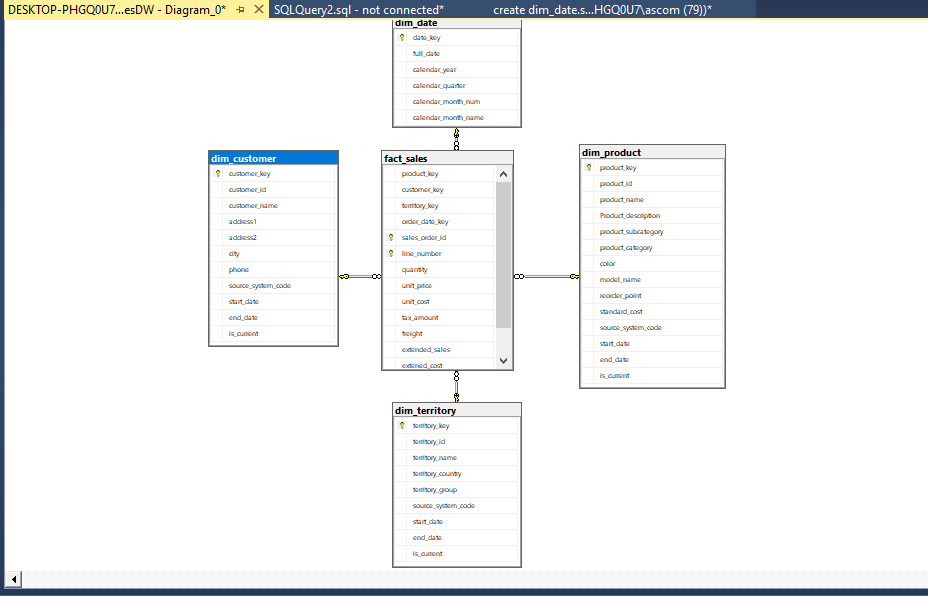 DESKTOP-PHGQ0U7...esDW - Diagram_0*
SQLQuery2.sql - not connected*
create dim_date.s...HGQ0U7\ascom (79))*
dim_date
date_key
full_date
calendar_year
calendar_quarter
calendar_month_num
calendar_month_name
dim_customer
customer_key
customer_id
customer_name
address1
address2
city
phone
source_system_code
start_date
end_date
is_current
fact_sales
product_key
customer_key
territory_key
order_date_key
sales_order_id
line_number
quantity
unit_price
unit_cost
tax_amount
freight
extended_sales
extened_cost
dim_product
product_key
product_id
product_name
Product_description
product_subcategory
product_category
color
model_name
reorder_point
standard_cost
source_system_code
start_date
end_date
is_current
dim_territory
territory_key
territory_id
territory_name
territory_country
territory_group
source_system_code
start_date
end_date
is_current